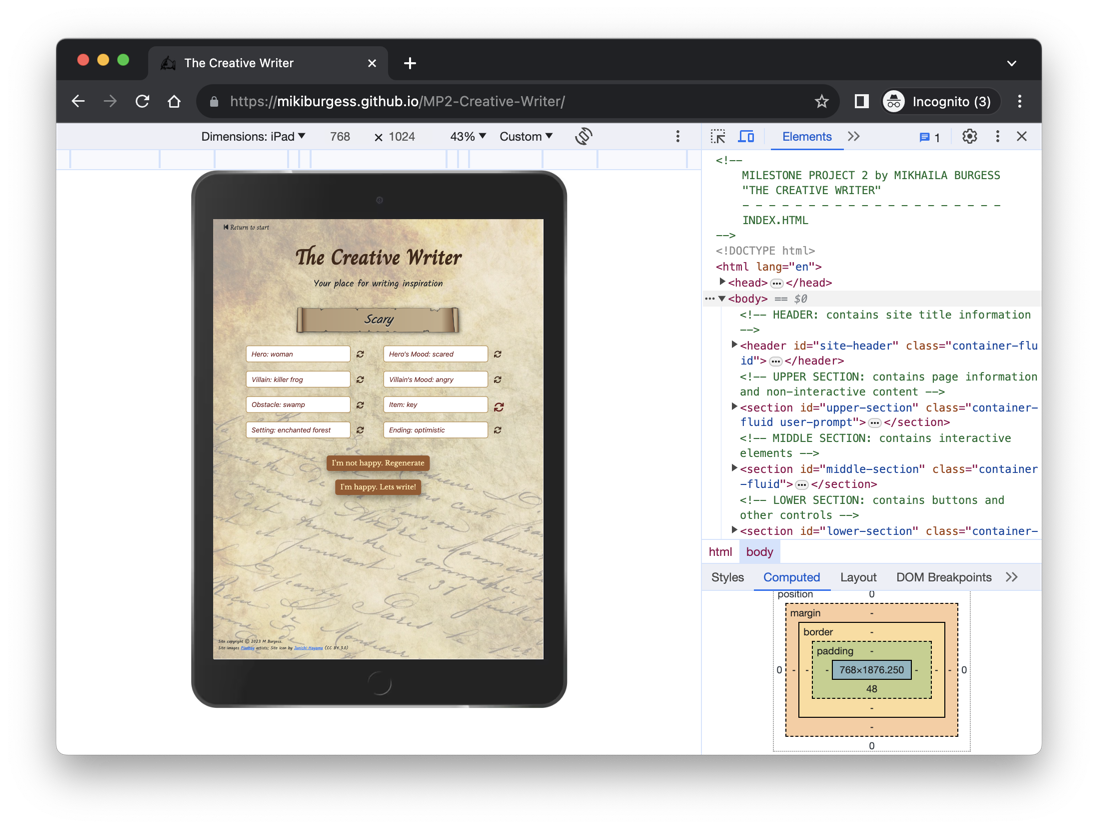 The Creative Writer
https://mikiburgess.github.io/MP2-Creative-Writer/
Incognito (3)
Dimensions: iPad
768
×
1024
43%
Custom
Elements
1
Return to start
The Creative Writer
Your place for writing inspiration
Scary
Hero: woman
Hero's Mood: scared
Villain: killer frog
Villain's Mood: angry
Obstacle: swamp
Item: key
Setting: enchanted forest
Ending: optimistic
I'm not happy. Regenerate
I'm happy. Lets write!
Site copyright © 2023 M Burgess.
Site images Pixabay
(CC BY 3.0)
<!--
MILESTONE PROJECT 2 by MIKHAILA BURGESS
"THE CREATIVE WRITER"
- - - - - - - - - - - - - - - - - - - -
INDEX.HTML
-->
<!DOCTYPE html>
<html lang="en">
<head> ••• </head>
••• <body> == $0
<!-- HEADER: contains site title information
-->
<header id="site-header" class="container-flu
id"> ••• </header>
<!-- UPPER SECTION: contains page information
and non-interactive content -->
<section id="upper-section" class="container-
fluid user-prompt"> ••• </section>
<!-- MIDDLE SECTION: contains interactive
elements -->
<section id="middle-section" class="container
-fluid"> ••• </section>
<!-- LOWER SECTION: contains buttons and
other controls -->
<section id="lower-section" class="container-
html
body
Styles
Computed
Layout
DOM Breakpoints
position
0
margin
-
border
-
padding
-
0
-
-
-
768×1876.250
-
-
-
0
48
-
-
0